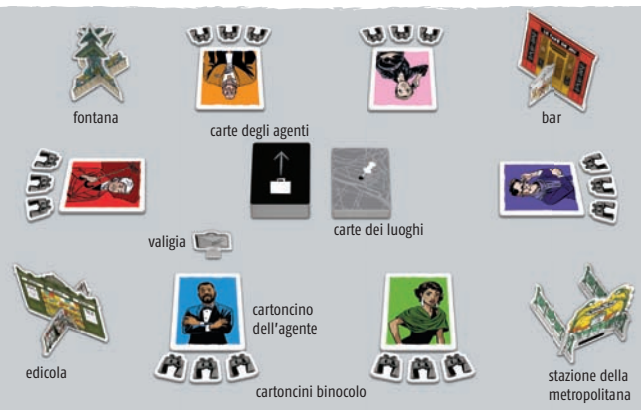 fontana
carte degli agenti
bar
valigia
carte dei luoghi
cartoncino
dell'agente
edicola
cartoncini binocolo
stazione della
metropolitana